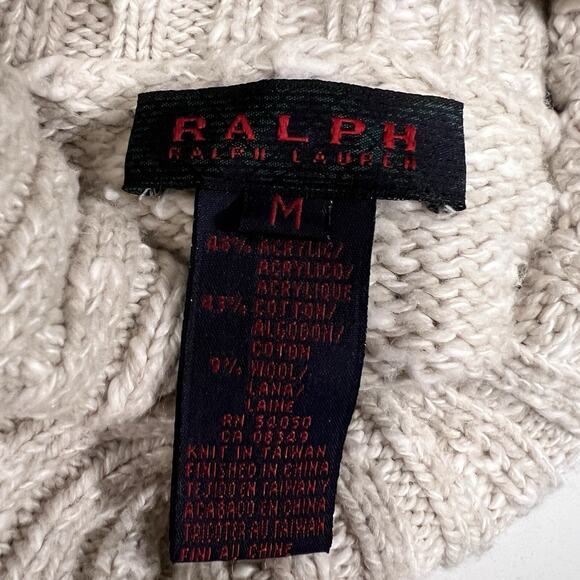 RALPH
RALPH LAUREN
M
48% ACRYLIC/
ACRYLICO/
ACRYLIQUE
43% COTTON/
ALGODON/
COTON
9% WOOL/
LANA/
LAINE
RN 34050
CA 08349
KNIT IN TAIWAN
FINISHED IN CHINA
TEJIDO EN TAIWAN Y
ACABADO EN CHINA
TRICOTER AU TAIWAN
FINI AU CHINE